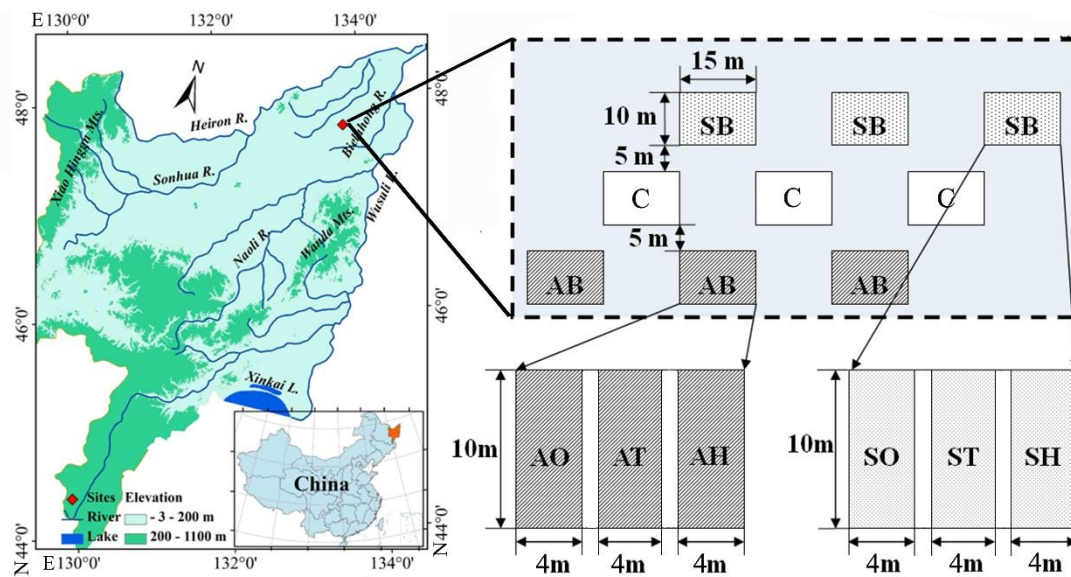 E130°0' 132°0' 134°0'
N
48°0'
48°0'
Heiron R.
Bielahong R.
Xiao Hinggn Mts.
Sonhua R.
Wusuli
Naoli R.
Wanda Mts.
46°0'
46°0'
Xinkai L.
China
Sites Elevation
River - 3 - 200 m
Lake 200 - 1100 m
N44°0'
N44°0'
E130°0' 132°0' 134°0'
15 m
10 m
SB SB SB
5 m
C C C
5 m
AB AB AB
10m
AO AT AH
4m 4m 4m
10m
SO ST SH
4m 4m 4m